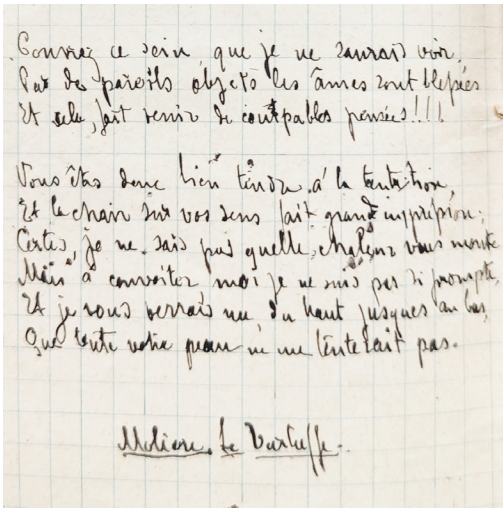 Couvrez ce sein, que je ne saurais voir,
Par de pareils objets les âmes sont blessées
Et cela fait venir de coupables pensées!!!
Vous êtes donc bien tendre à la tentation,
Et la chair sur vos sens fait grande impression;
Certes, je ne sais pas quelle chaleur vous monte
Mais à convoiter moi je ne suis pas si prompte,
Et je vous verrais nu du haut jusques au bas,
Que toute votre peau ne me tenterait pas.
Molière. Le Tartuffe.